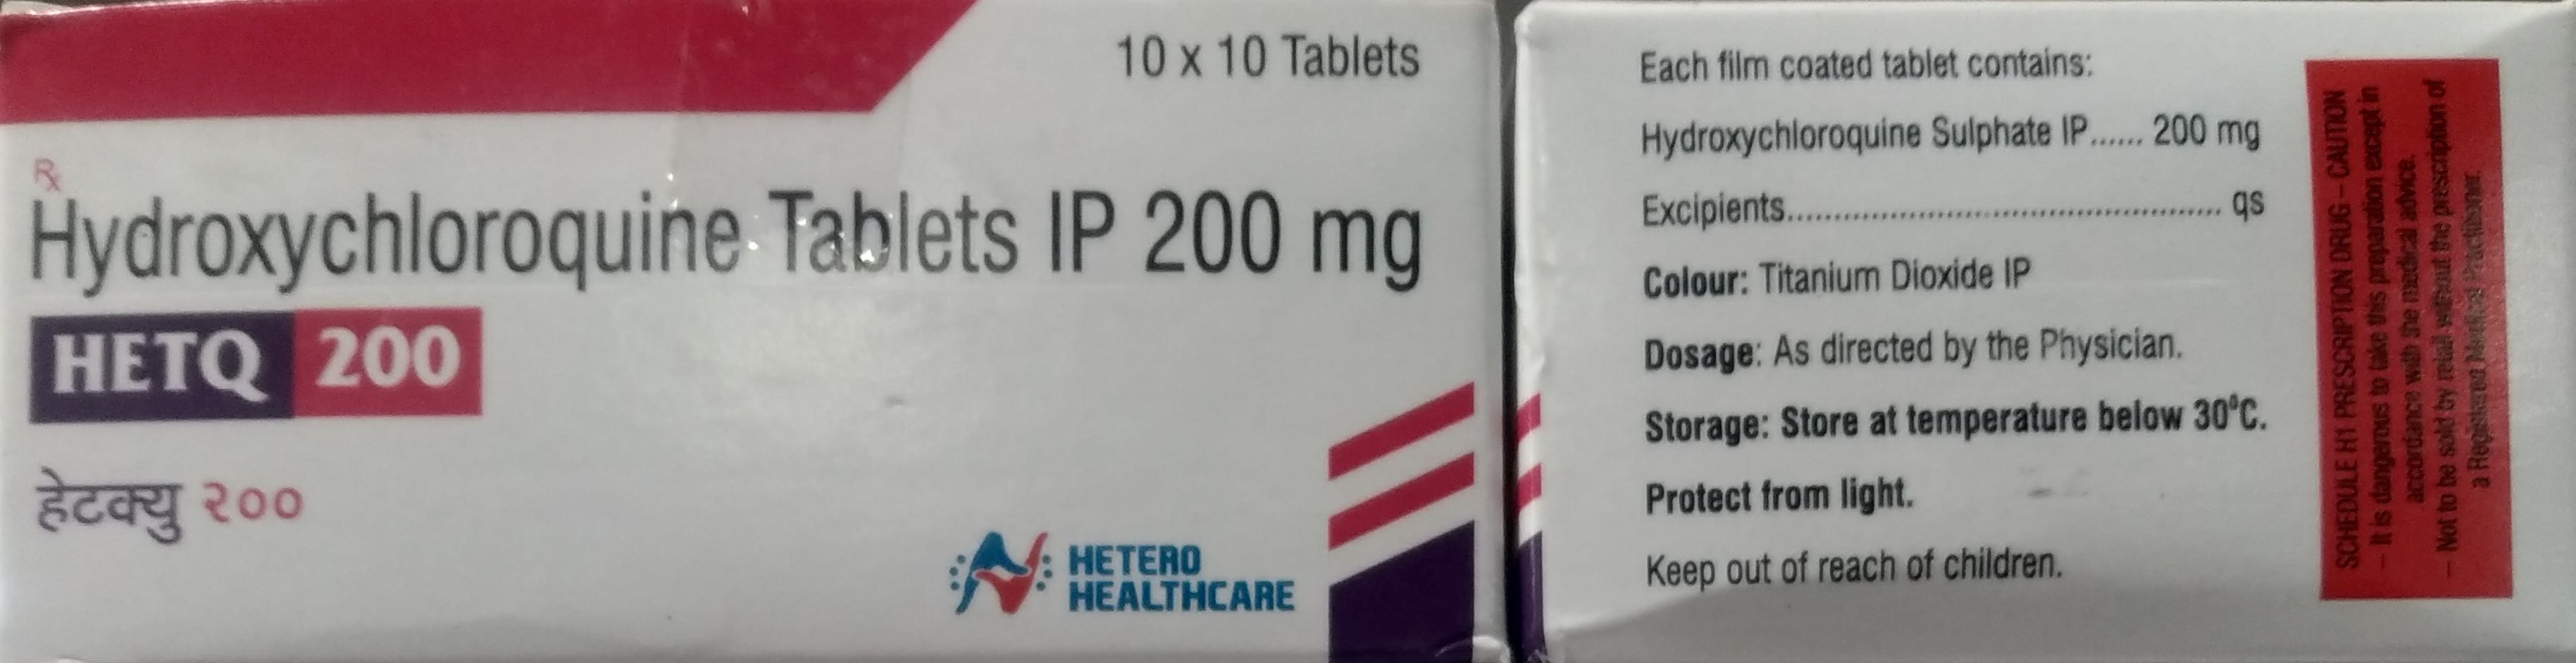 10 x 10 Tablets
Rx
Hydroxychloroquine Tablets IP 200 mg
HETQ 200
हेटक्यु २००
HETERO
HEALTHCARE
Each film coated tablet contains:
Hydroxychloroquine Sulphate IP...... 200 mg
Excipients............................................... qs
Colour: Titanium Dioxide IP
Dosage: As directed by the Physician.
Storage: Store at temperature below 30°C.
Protect from light.
Keep out of reach of children.
SCHEDULE H1 PRESCRIPTION DRUG – CAUTION
– It is dangerous to take this preparation except in
accordance with the medical advice.
– Not to be sold by retail without the prescription of
a Registered Medical Practitioner.